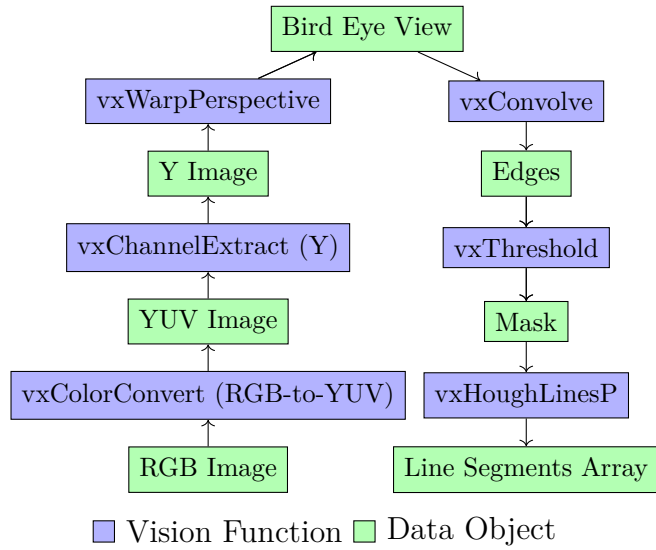 Bird Eye View
vxWarpPerspective
vxConvolve
Y Image
Edges
vxChannelExtract (Y)
vxThreshold
YUV Image
Mask
vxColorConvert (RGB-to-YUV)
vxHoughLinesP
RGB Image
Line Segments Array
Vision Function
Data Object